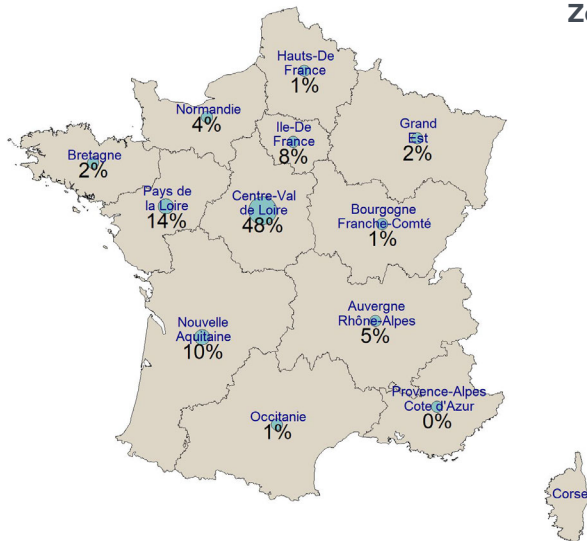 Ze
Hauts-De
France
1%
Normandie
4%
Ile-De
France
8%
Grand
Est
2%
Bretagne
2%
Pays de
la Loire
14%
Centre-Val
de Loire
48%
Bourgogne
Franche-Comté
1%
Auvergne
Rhône-Alpes
5%
Nouvelle
Aquitaine
10%
Provence-Alpes
Cote d'Azur
0%
Occitanie
1%
Corse